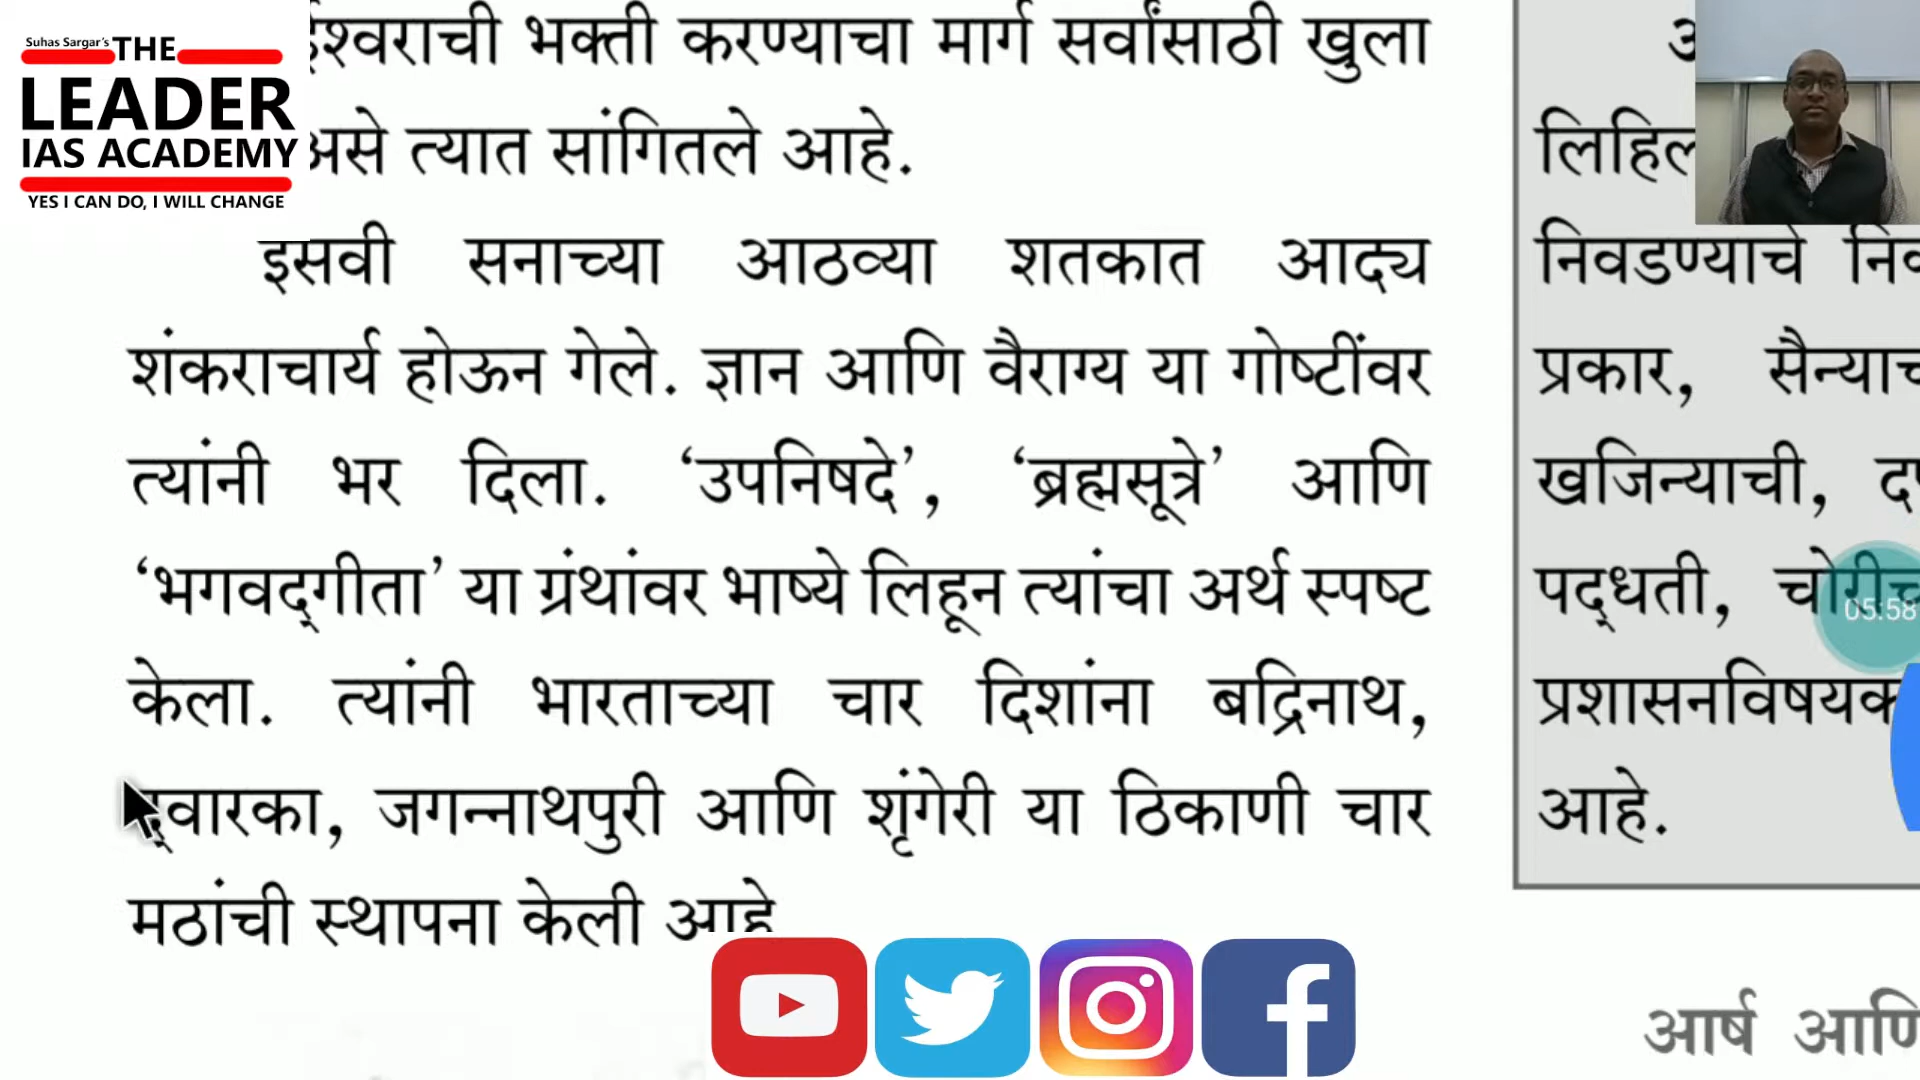 Suhas Sargar's THE
LEADER
IAS ACADEMY
YES I CAN DO, I WILL CHANGE
भक्ती करण्याचा मार्ग सर्वांसाठी खुला
असे त्यात सांगितले आहे.
इसवी सनाच्या आठव्या शतकात आद्य
शंकराचार्य होऊन गेले. ज्ञान आणि वैराग्य या गोष्टींवर
त्यांनी भर दिला. ‘उपनिषदे’, ‘ब्रह्मसूत्रे’ आणि
‘भगवद्‌गीता’ या ग्रंथांवर भाष्ये लिहून त्यांचा अर्थ स्पष्ट
केला. त्यांनी भारताच्या चार दिशांना बद्रिनाथ,
द्‌वारका, जगन्नाथपुरी आणि शृंगेरी या ठिकाणी चार
मठांची स्थापना केली आहे
निवडण्याचे
प्रकार,
खजिन्याची,
पद्‌धती,
05:58
प्रशासनविषयक
आहे.
आर्ष आणि